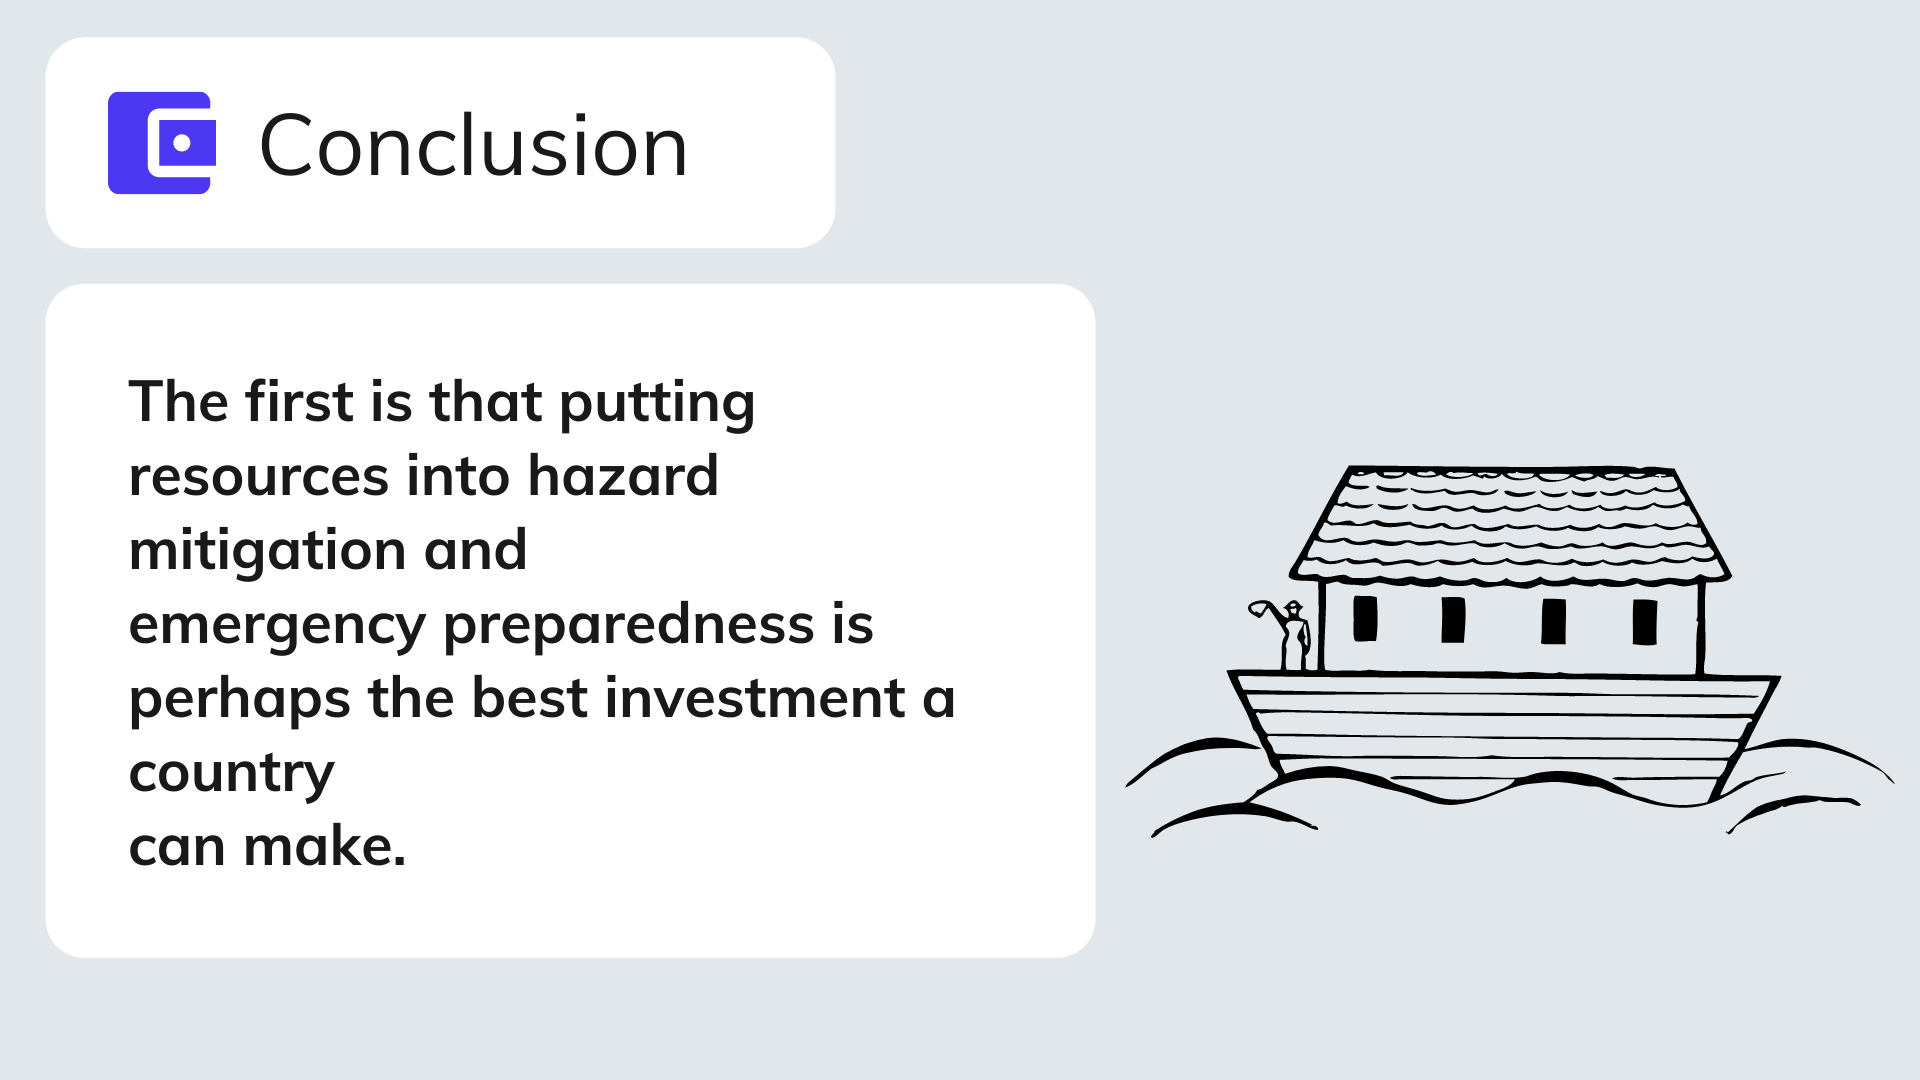 Conclusion
The first is that putting
resources into hazard
mitigation and
emergency preparedness is
perhaps the best investment a
country
can make.